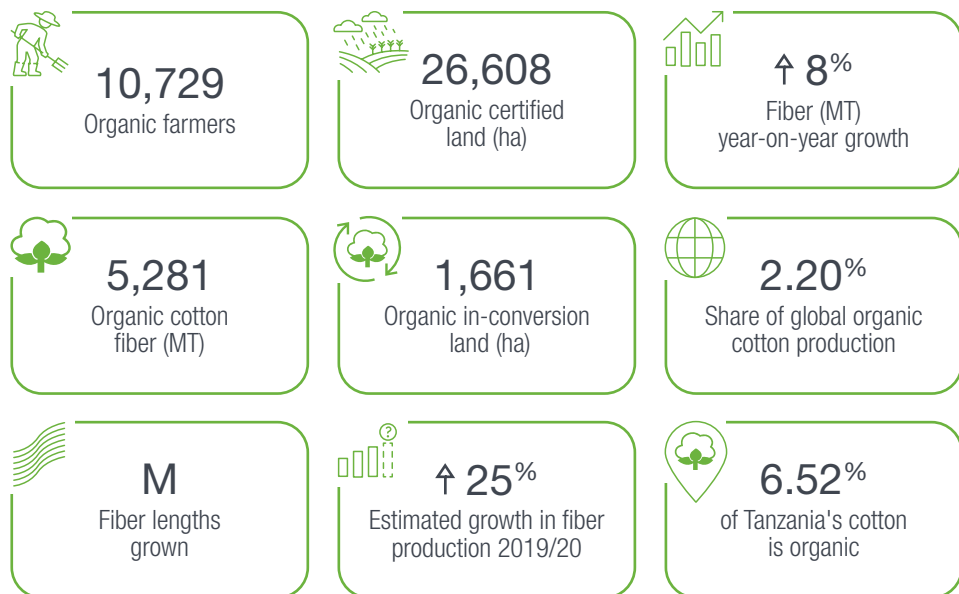 10,729
Organic farmers
26,608
Organic certified
land (ha)
↑ 8%
Fiber (MT)
year-on-year growth
5,281
Organic cotton
fiber (MT)
1,661
Organic in-conversion
land (ha)
2.20%
Share of global organic
cotton production
M
Fiber lengths
grown
?
↑ 25%
Estimated growth in fiber
production 2019/20
6.52%
of Tanzania's cotton
is organic